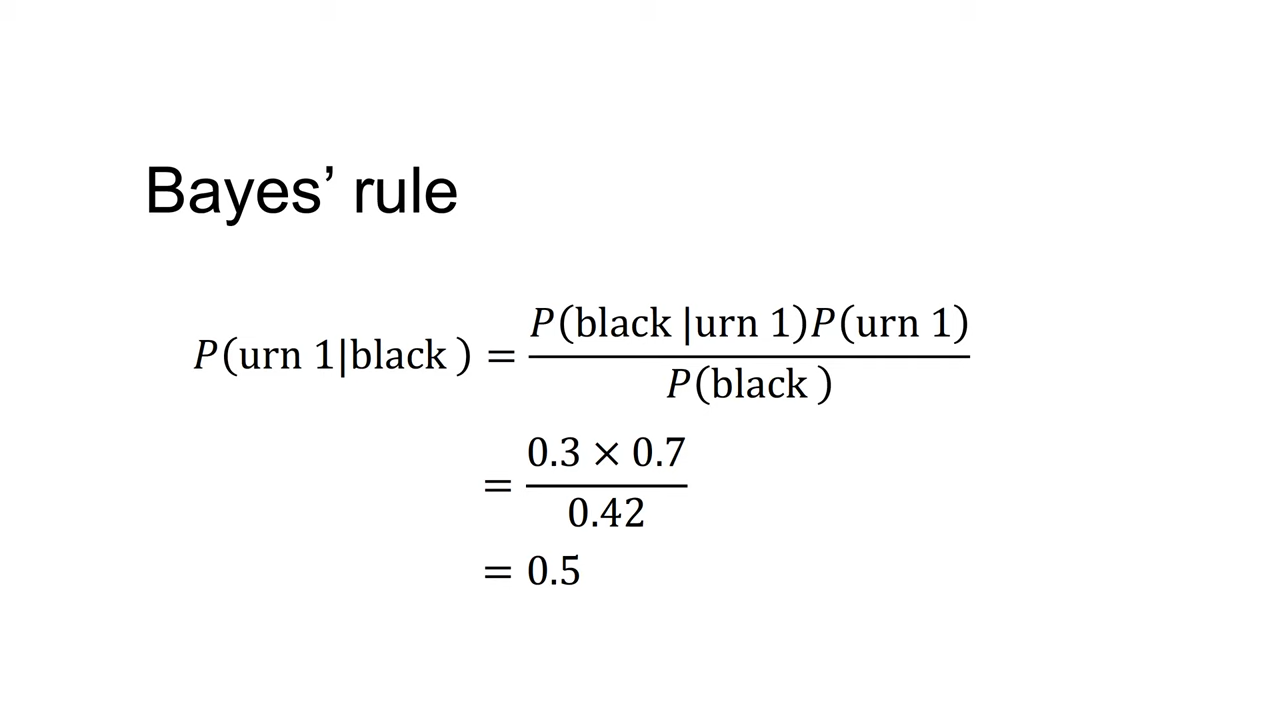 Bayes’ rule
P(urn 1|black ) = P(black |urn 1)P(urn 1) / P(black )
= 0.3 × 0.7 / 0.42
= 0.5